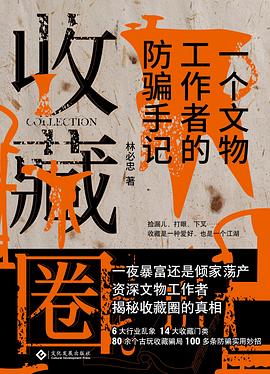 收藏圈
COLLECTION
一个文物
工作者的
防骗手记
林必忠 著
捡漏儿、打眼、下叉……
收藏是一种爱好,也是一个江湖
一夜暴富还是倾家荡产
资深文物工作者
揭秘收藏圈的真相
6大行业乱象 14大收藏门类
80余个古玩收藏骗局 100多条防骗实用妙招
文化发展出版社
Cultural Development Press